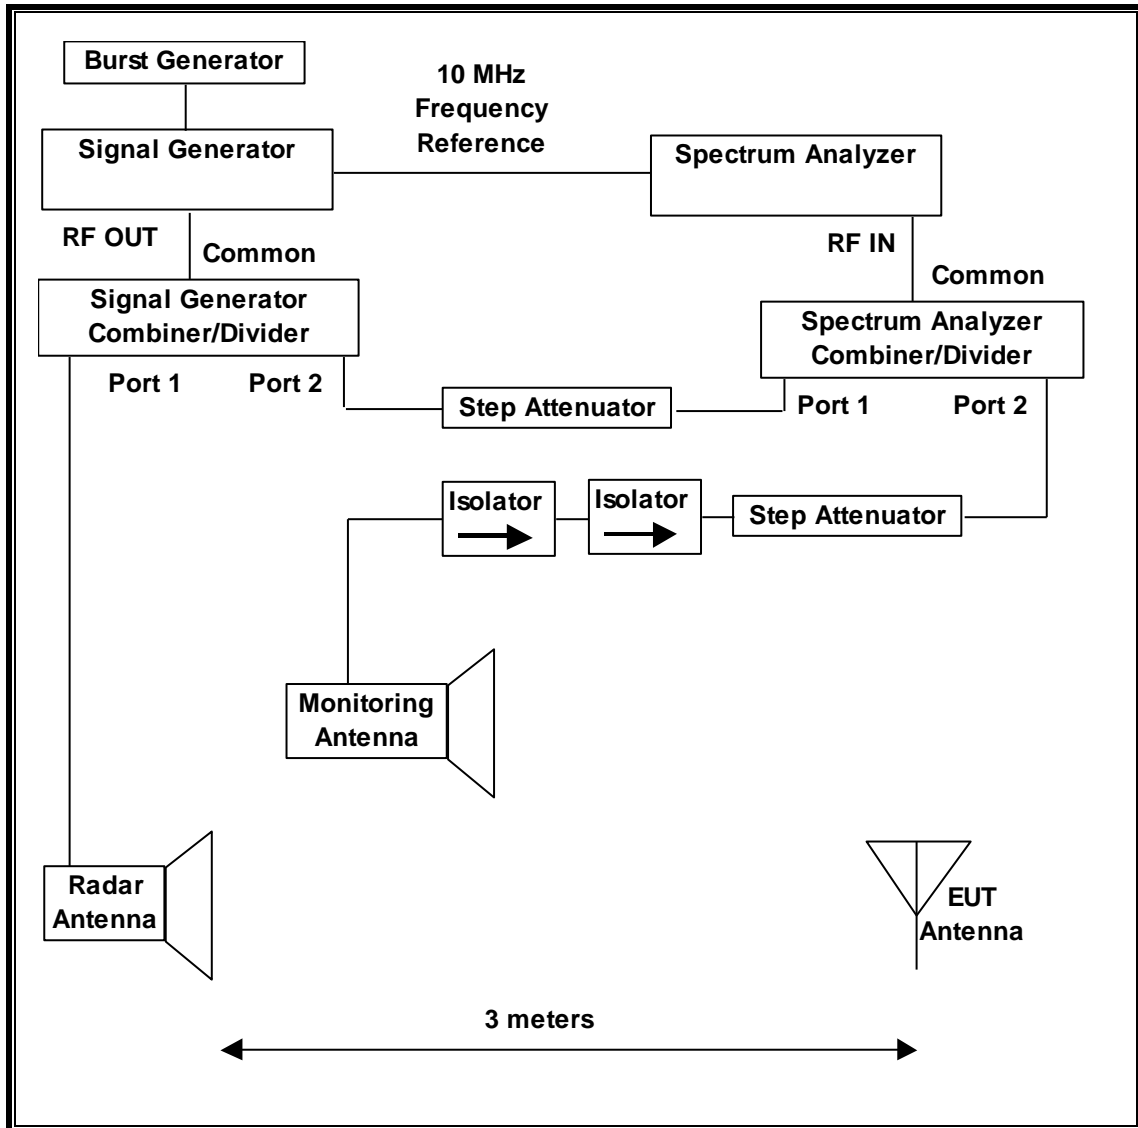 Burst Generator
10 MHz
Frequency
Reference
Signal Generator
Spectrum Analyzer
RF OUT
Common
RF IN
Common
Signal Generator
Combiner/Divider
Spectrum Analyzer
Combiner/Divider
Port 1
Port 2
Step Attenuator
Port 1
Port 2
Isolator
Isolator
Step Attenuator
Monitoring
Antenna
Radar
Antenna
EUT
Antenna
3 meters